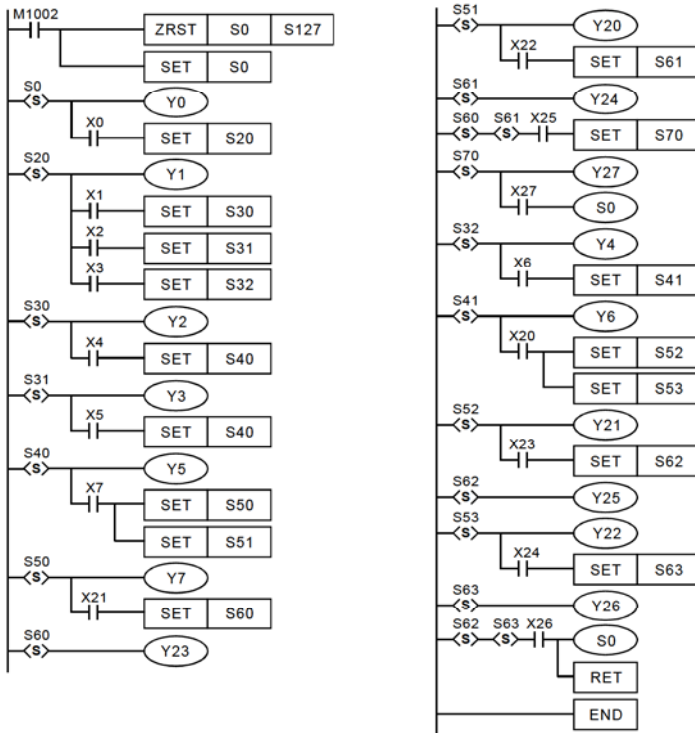 M1002
ZRST S0 S127
SET S0
S0
S Y0
X0
SET S20
S20
S Y1
X1
SET S30
X2
SET S31
X3
SET S32
S30
S Y2
X4
SET S40
S31
S Y3
X5
SET S40
S40
S Y5
X7
SET S50
SET S51
S50
S Y7
X21
SET S60
S60
S Y23
S51
S Y20
X22
SET S61
S61
S Y24
S60 S61 X25
S S SET S70
S70
S Y27
X27
S0
S32
S Y4
X6
SET S41
S41
S Y6
X20
SET S52
SET S53
S52
S Y21
X23
SET S62
S62
S Y25
S53
S Y22
X24
SET S63
S63
S Y26
S62 S63 X26
S S S0
RET
END